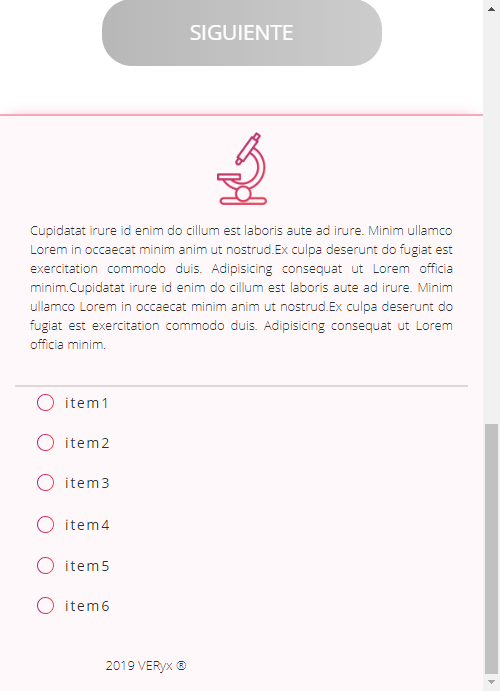 SIGUIENTE
Cupidatat irure id enim do cillum est laboris aute ad irure. Minim ullamco
Lorem in occaecat minim anim ut nostrud.Ex culpa deserunt do fugiat est
exercitation commodo duis. Adipisicing consequat ut Lorem officia
minim.Cupidatat irure id enim do cillum est laboris aute ad irure. Minim
ullamco Lorem in occaecat minim anim ut nostrud.Ex culpa deserunt do
fugiat est exercitation commodo duis. Adipisicing consequat ut Lorem
officia minim.
item1
item2
item3
item4
item5
item6
2019 VERyx ®